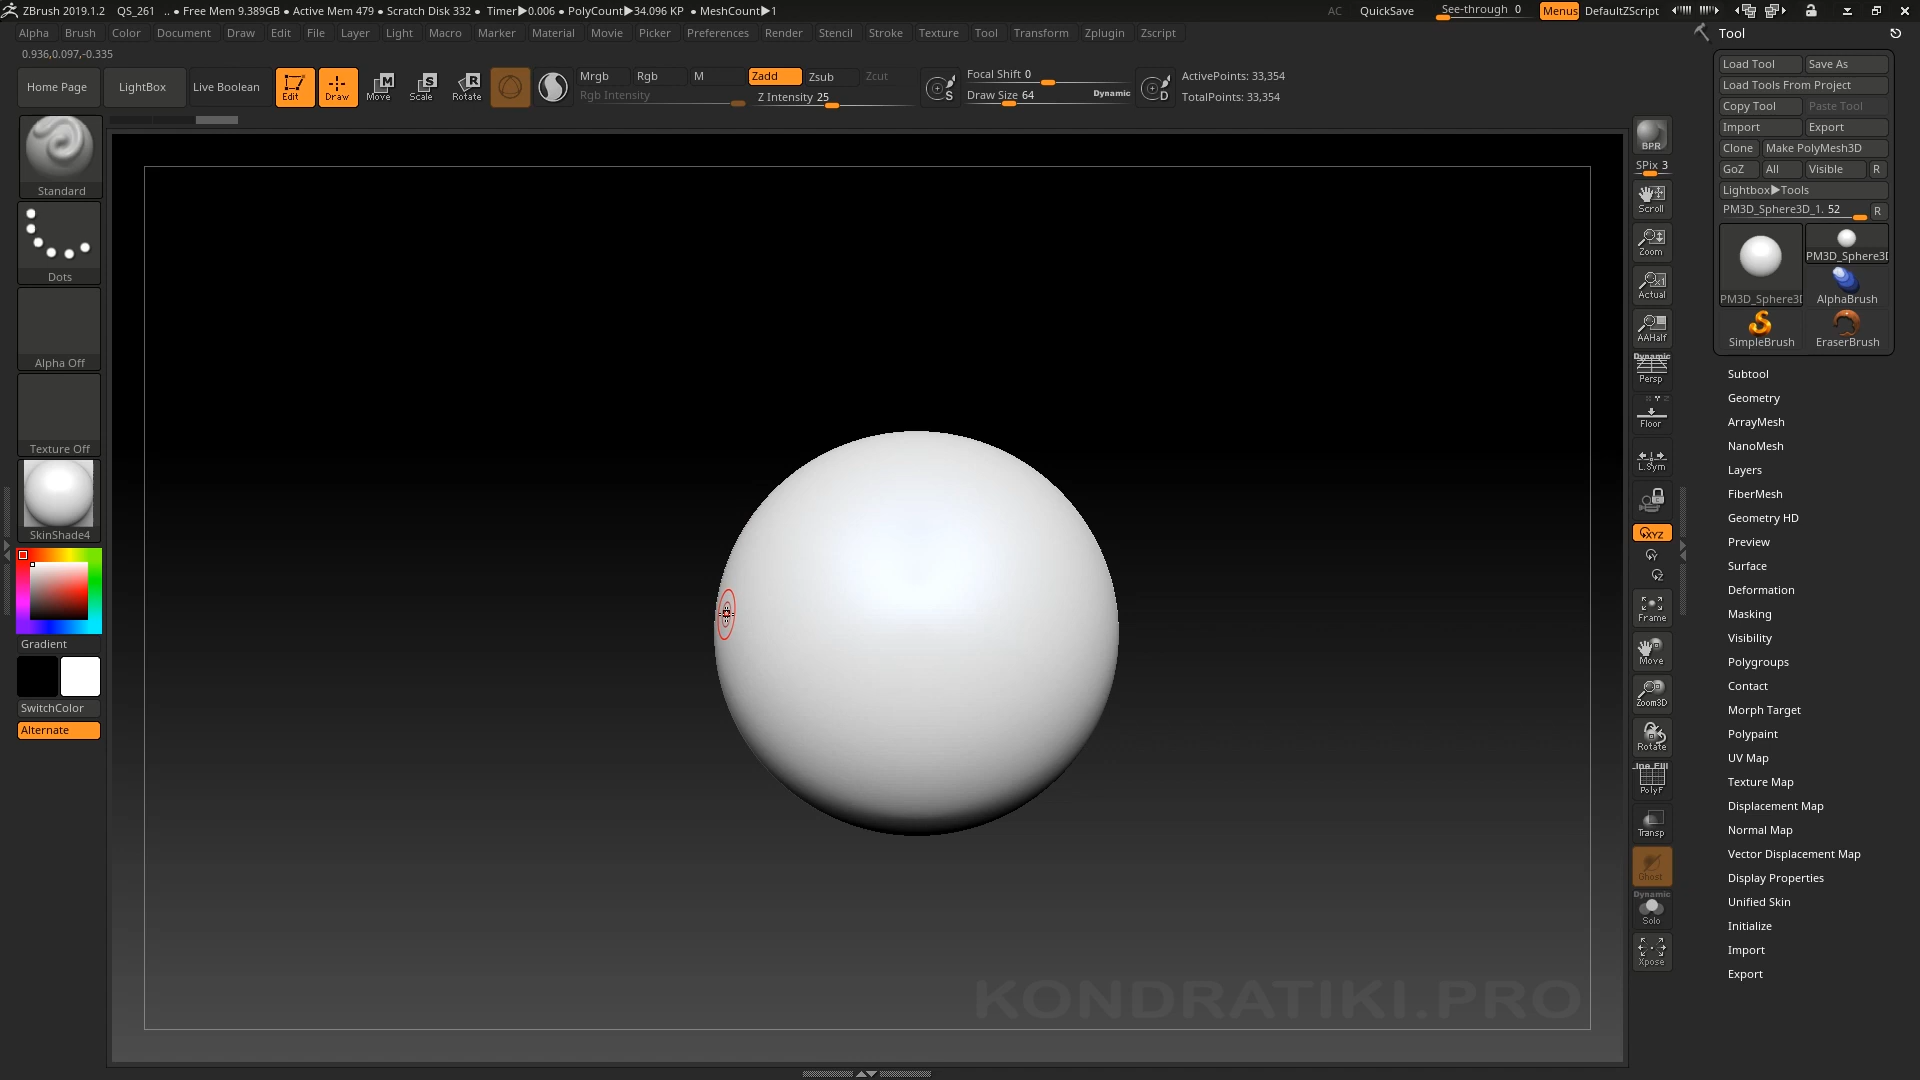 ZBrush 2019.1.2 QS_261 .. • Free Mem 9.389GB • Active Mem 479 • Scratch Disk 332 • Timer▶0.006 • PolyCount▶34.096 KP • MeshCount▶1 AC QuickSave See-through 0 Menus DefaultZScript
Alpha Brush Color Document Draw Edit File Layer Light Macro Marker Material Movie Picker Preferences Render Stencil Stroke Texture Tool Transform Zplugin Zscript
Tool
0.936,0.097,-0.335
Home Page LightBox Live Boolean Edit Draw Move Scale Rotate
Mrgb Rgb M Zadd Zsub Zcut
Rgb Intensity Z Intensity 25
Focal Shift 0
Draw Size 64 Dynamic
ActivePoints: 33,354
TotalPoints: 33,354
Standard
Dots
Alpha Off
Texture Off
SkinShade4
Gradient
SwitchColor
Alternate
BPR
SPix 3
Scroll
Zoom
Actual
AAHalf
Dynamic
Persp
Floor
L.Sym
XYZ
Y
Z
Frame
Move
Zoom3D
Rotate
Line Fill
PolyF
Transp
Ghost
Dynamic
Solo
Xpose
Load Tool Save As
Load Tools From Project
Copy Tool Paste Tool
Import Export
Clone Make PolyMesh3D
GoZ All Visible R
Lightbox▶Tools
PM3D_Sphere3D_1. 52 R
PM3D_Sphere3D
PM3D_Sphere3D AlphaBrush
SimpleBrush EraserBrush
Subtool
Geometry
ArrayMesh
NanoMesh
Layers
FiberMesh
Geometry HD
Preview
Surface
Deformation
Masking
Visibility
Polygroups
Contact
Morph Target
Polypaint
UV Map
Texture Map
Displacement Map
Normal Map
Vector Displacement Map
Display Properties
Unified Skin
Initialize
Import
Export
KONDRATIKI.PRO